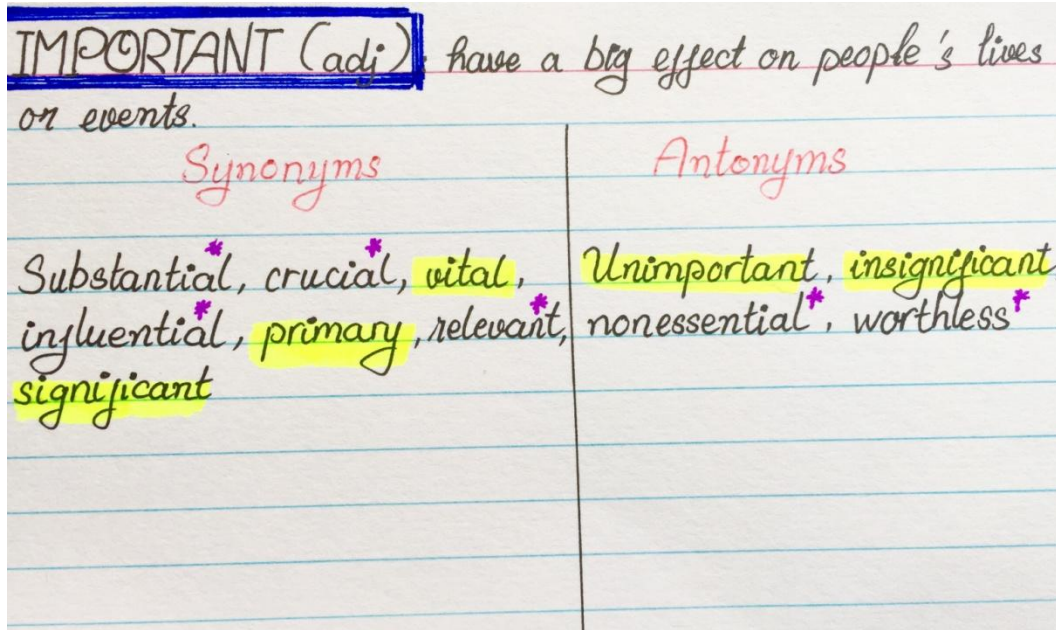 IMPORTANT (adj): have a big effect on people's lives
or events.
Synonyms
Substantial*, crucial*, vital,
influential*, primary, relevant*,
significant
Antonyms
Unimportant, insignificant
nonessential*, worthless*